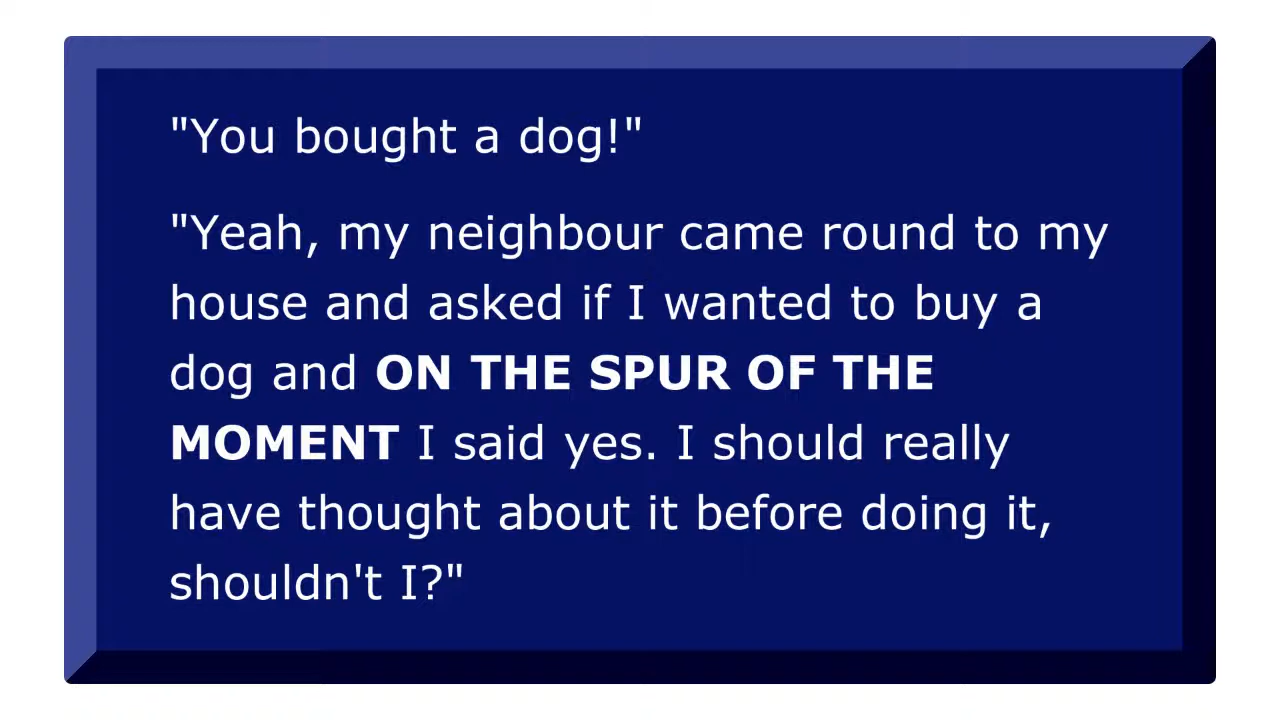 "You bought a dog!"
"Yeah, my neighbour came round to my
house and asked if I wanted to buy a
dog and ON THE SPUR OF THE
MOMENT I said yes. I should really
have thought about it before doing it,
shouldn't I?"